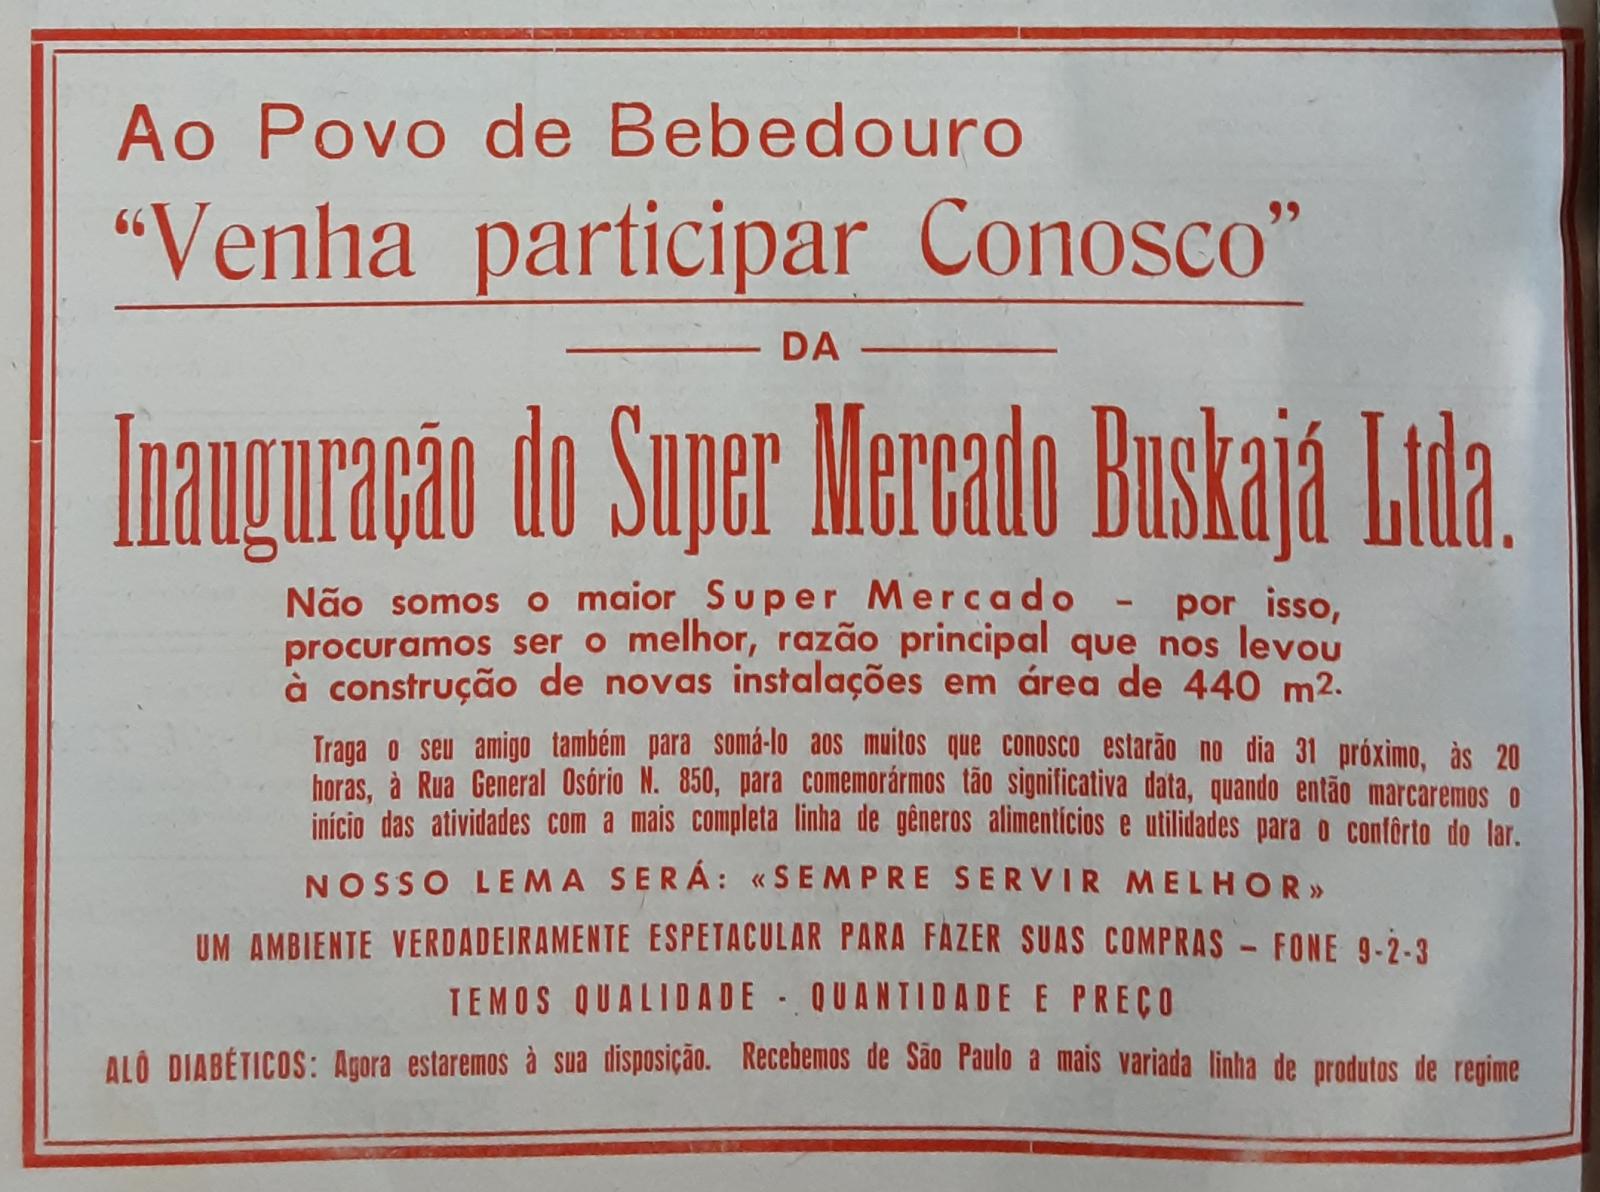 Ao Povo de Bebedouro
“Venha participar Conosco”
DA
Inauguração do Super Mercado Buskajá Ltda.
Não somos o maior Super Mercado – por isso,
procuramos ser o melhor, razão principal que nos levou
à construção de novas instalações em área de 440 m².
Traga o seu amigo também para somá-lo aos muitos que conosco estarão no dia 31 próximo, às 20
horas, à Rua General Osório N. 850, para comemorármos tão significativa data, quando então marcaremos o
início das atividades com a mais completa linha de gêneros alimentícios e utilidades para o confôrto do lar.
NOSSO LEMA SERÁ: «SEMPRE SERVIR MELHOR»
UM AMBIENTE VERDADEIRAMENTE ESPETACULAR PARA FAZER SUAS COMPRAS – FONE 9-2-3
TEMOS QUALIDADE - QUANTIDADE E PREÇO
ALÔ DIABÉTICOS: Agora estaremos à sua disposição. Recebemos de São Paulo a mais variada linha de produtos de regime